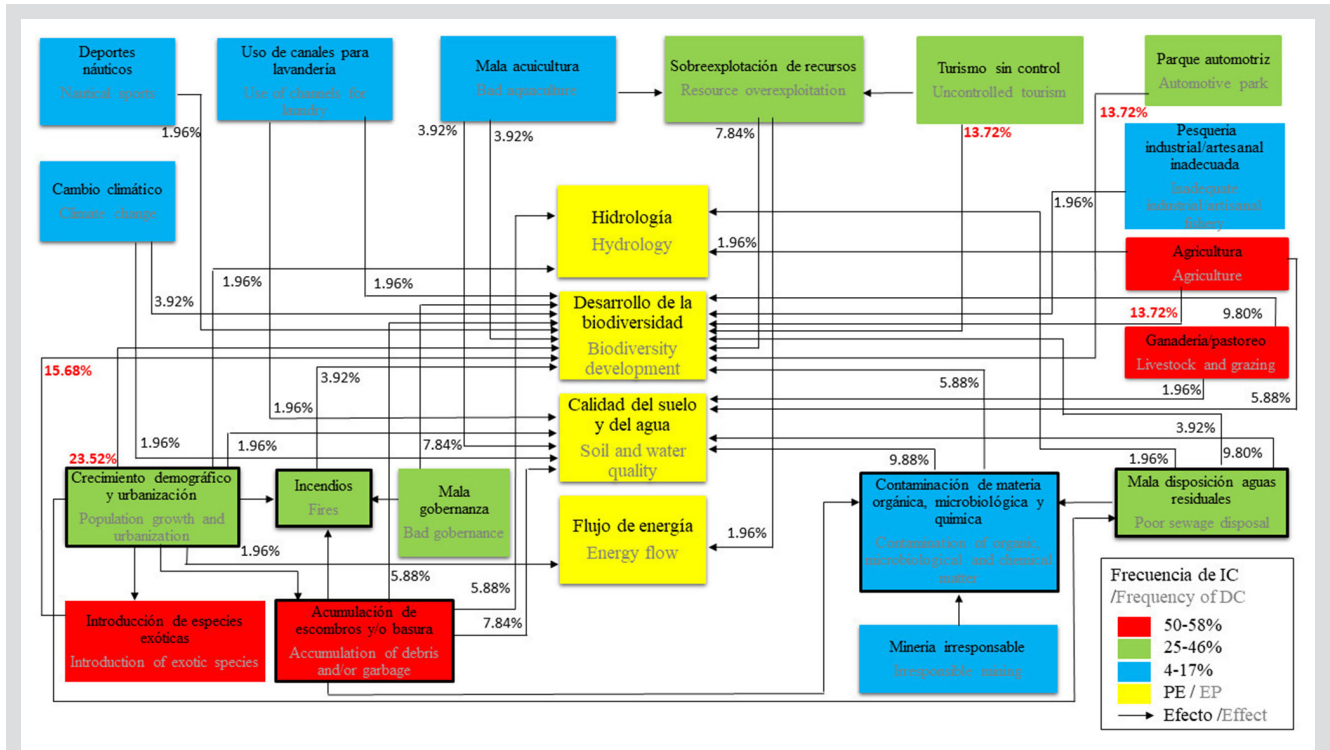 Deportes
náuticos
Nautical sports
Uso de canales para
lavanderia
Use of channels for
laundry
Mala acuicultura
Bad aquaculture
Sobreexplotación de recursos
Resource overexploitation
Turismo sin control
Uncontrolled tourism
Parque automotriz
Automotive park
1.96%
3.92%
3.92%
7.84%
13.72%
13.72%
Pesqueria
industrial/artesanal
inadecuada
Inadequate
industrial/artisanal
fishery
Cambio climático
Climate change
Hidrología
Hydrology
1.96%
1.96%
Agricultura
Agriculture
1.96%
1.96%
3.92%
Desarrollo de la
biodiversidad
Biodiversity
development
13.72%
9.80%
Ganadería/pastoreo
Livestock and grazing
15.68%
3.92%
5.88%
1.96%
5.88%
Calidad del suelo
y del agua
Soil and water
quality
1.96%
1.96%
1.96%
7.84%
3.92%
23.52%
9.88%
1.96%
9.80%
Crecimiento demográfico
y urbanización
Population growth and
urbanization
Incendios
Fires
Mala
gobernanza
Bad gobernance
Flujo de energía
Energy flow
1.96%
Contaminación de materia
orgánica, microbiológica y
quimica
Contamination of organic,
microbiological and chemical
matter
Mala disposición aguas
residuales
Poor sewage disposal
1.96%
5.88%
5.88%
7.84%
Introducción de especies
exóticas
Introduction of exotic species
Acumulación de
escombros y/o basura
Accumulation of debris
and/or garbage
Minería irresponsable
Irresponsible mining
Frecuencia de IC
/Frequency of DC
50-58%
25-46%
4-17%
PE / EP
Efecto /Effect